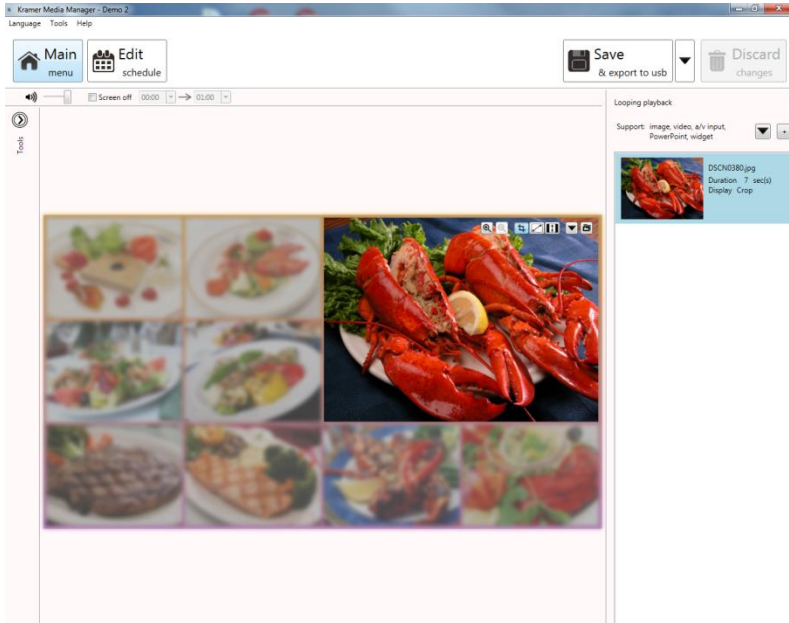 Kramer Media Manager - Demo 2
Language Tools Help
Main
menu
Edit
schedule
Save
& export to usb
Discard
changes
Screen off 00:00 01:00
Tools
Looping playback
Support: image, video, a/v input,
PowerPoint, widget
+
DSCN0380.jpg
Duration 7 sec(s)
Display Crop